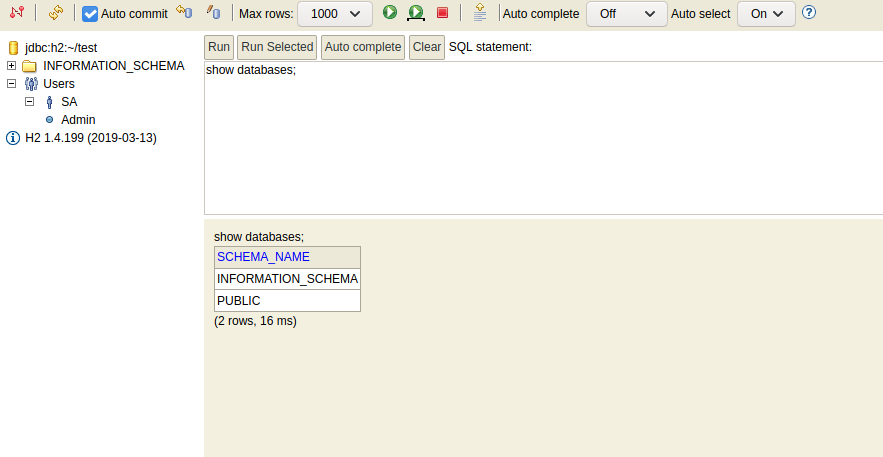 Auto commit Max rows: 1000 Auto complete Off Auto select On
jdbc:h2:~/test
INFORMATION_SCHEMA
Users
SA
Admin
H2 1.4.199 (2019-03-13)
Run Run Selected Auto complete Clear SQL statement:
show databases;
show databases;
SCHEMA_NAME
INFORMATION_SCHEMA
PUBLIC
(2 rows, 16 ms)